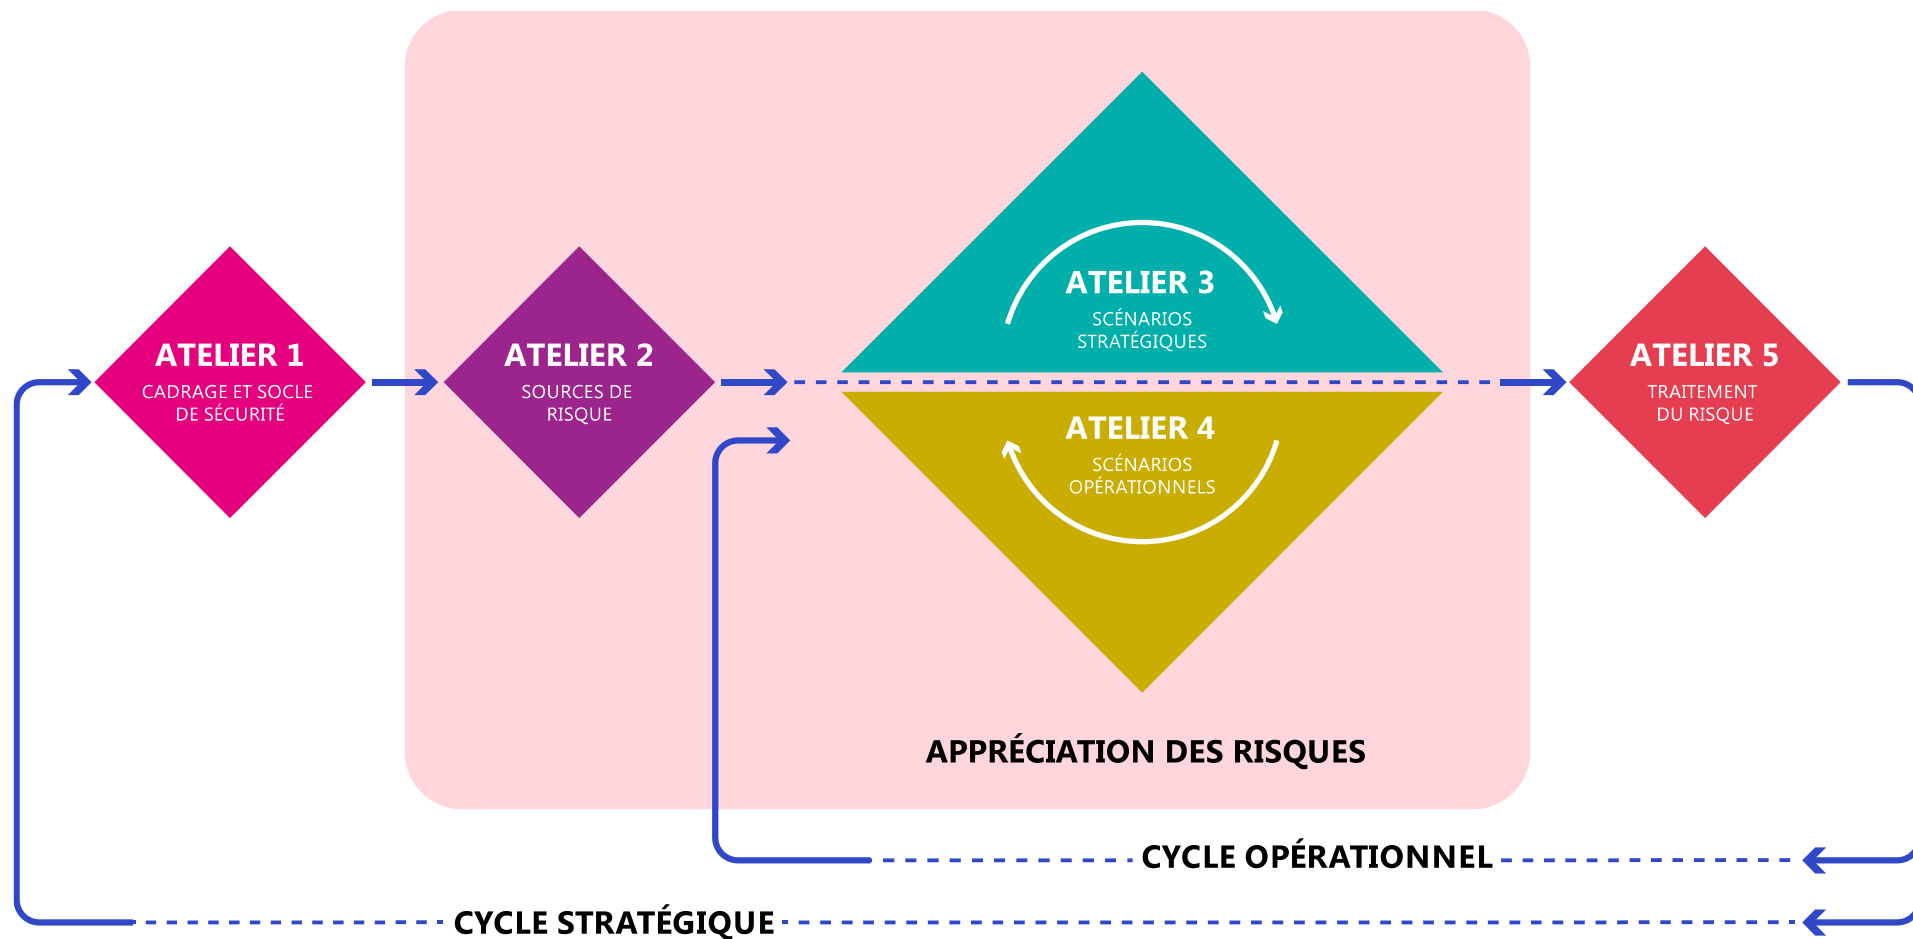 ATELIER 1
CADRAGE ET SOCLE
DE SÉCURITÉ
ATELIER 2
SOURCES DE
RISQUE
ATELIER 3
SCÉNARIOS
STRATÉGIQUES
ATELIER 4
SCÉNARIOS
OPÉRATIONNELS
ATELIER 5
TRAITEMENT
DU RISQUE
APPRÉCIATION DES RISQUES
CYCLE OPÉRATIONNEL
CYCLE STRATÉGIQUE